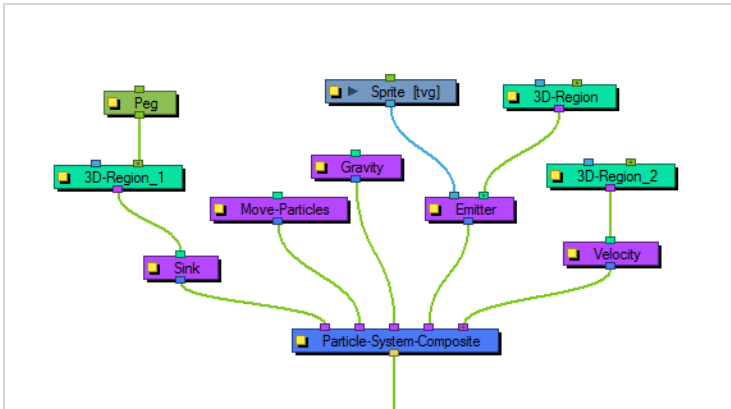 Sprite [tvg]
3D-Region
Peg
Gravity
3D-Region_1
3D-Region_2
Move-Particles
Emitter
Velocity
Sink
Particle-System-Composite